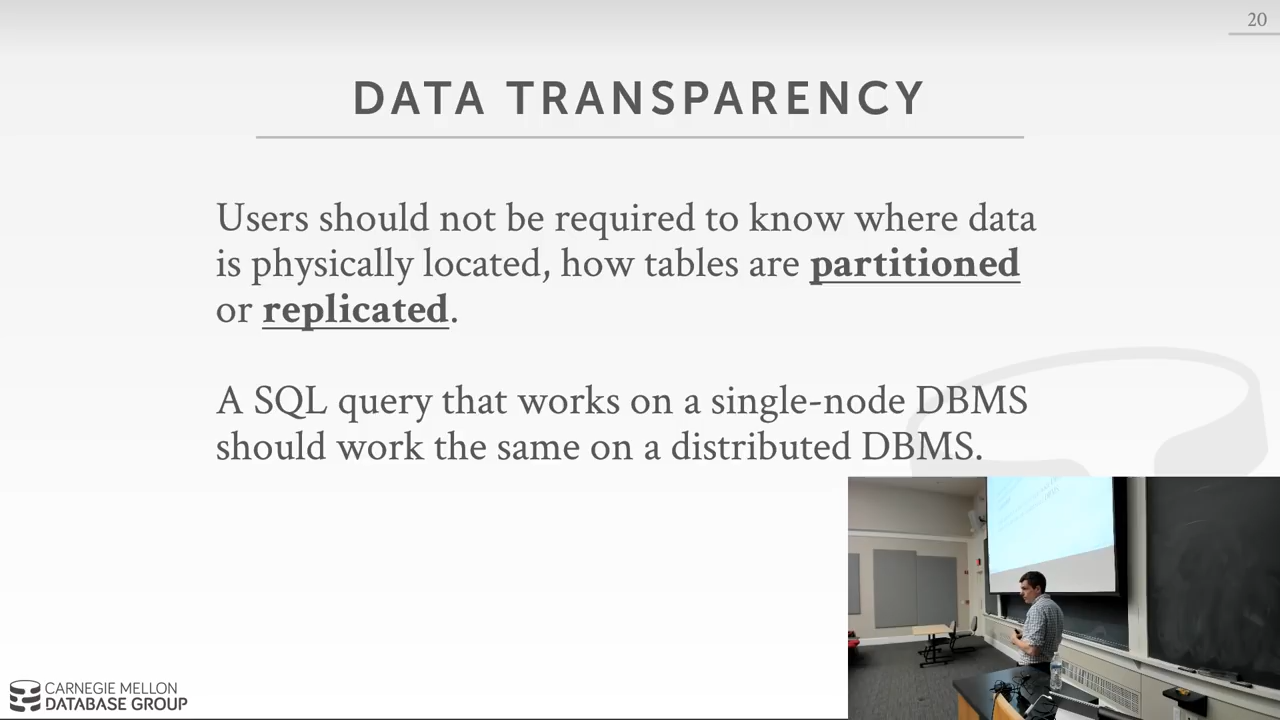 20
DATA TRANSPARENCY
Users should not be required to know where data
is physically located, how tables are partitioned
or replicated.
A SQL query that works on a single-node DBMS
should work the same on a distributed DBMS.
CARNEGIE MELLON
DATABASE GROUP